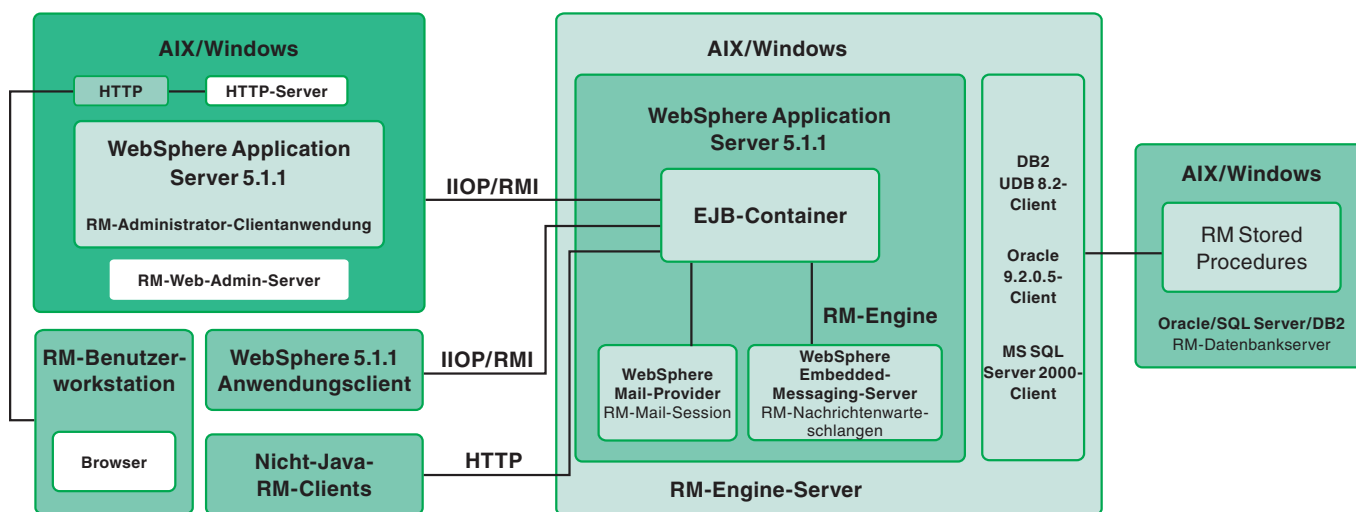 AIX/Windows
HTTP
HTTP-Server
WebSphere Application
Server 5.1.1
RM-Administrator-Clientanwendung
RM-Web-Admin-Server
RM-Benutzer-
workstation
Browser
WebSphere 5.1.1
Anwendungsclient
Nicht-Java-
RM-Clients
IIOP/RMI
IIOP/RMI
HTTP
AIX/Windows
WebSphere Application
Server 5.1.1
EJB-Container
RM-Engine
WebSphere
Mail-Provider
RM-Mail-Session
WebSphere
Embedded-
Messaging-Server
RM-Nachrichtenwarte-
schlangen
RM-Engine-Server
DB2
UDB 8.2-
Client
Oracle
9.2.0.5-
Client
MS SQL
Server 2000-
Client
AIX/Windows
RM Stored
Procedures
Oracle/SQL Server/DB2
RM-Datenbankserver